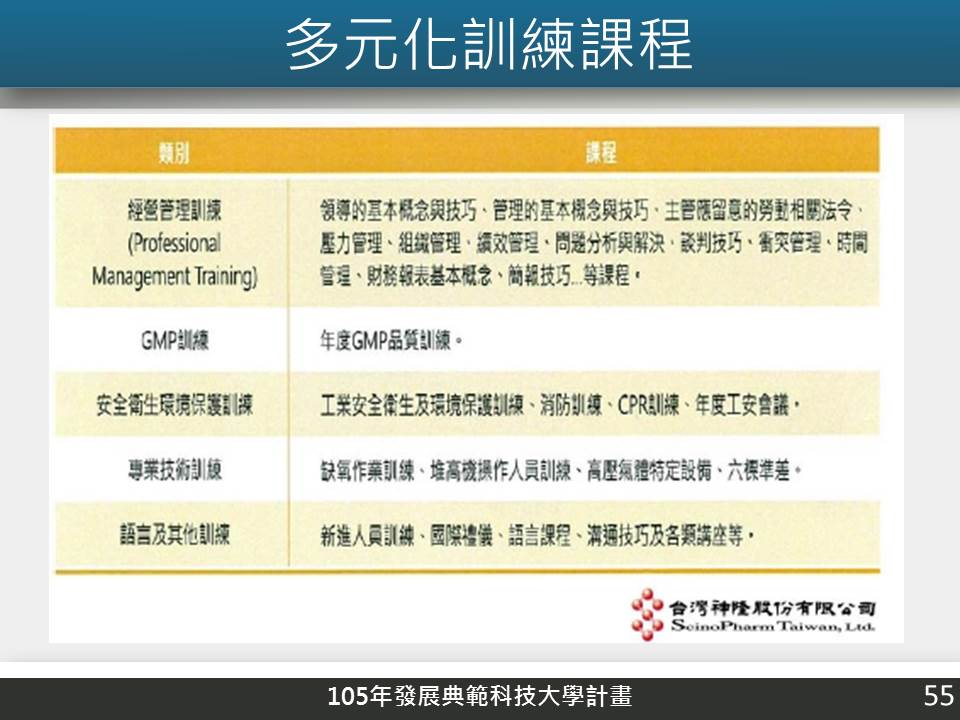 多元化訓練課程
類別
課程
經營管理訓練
(Professional
Management Training)
領導的基本概念與技巧、管理的基本概念與技巧、主管應留意的勞動相關法令、
壓力管理、組織管理、績效管理、問題分析與解決、談判技巧、衝突管理、時間
管理、財務報表基本概念、簡報技巧...等課程。
GMP訓練
年度GMP品質訓練。
安全衛生環境保護訓練
工業安全衛生及環境保護訓練、消防訓練、CPR訓練、年度工安會議。
專業技術訓練
缺氧作業訓練、堆高機操作人員訓練、高壓氣體特定設備、六標準差。
語言及其他訓練
新進人員訓練、國際禮儀、語言課程、溝通技巧及各類講座等。
台灣神隆股份有限公司
ScinoPharm Taiwan, Ltd.
105年發展典範科技大學計畫
55